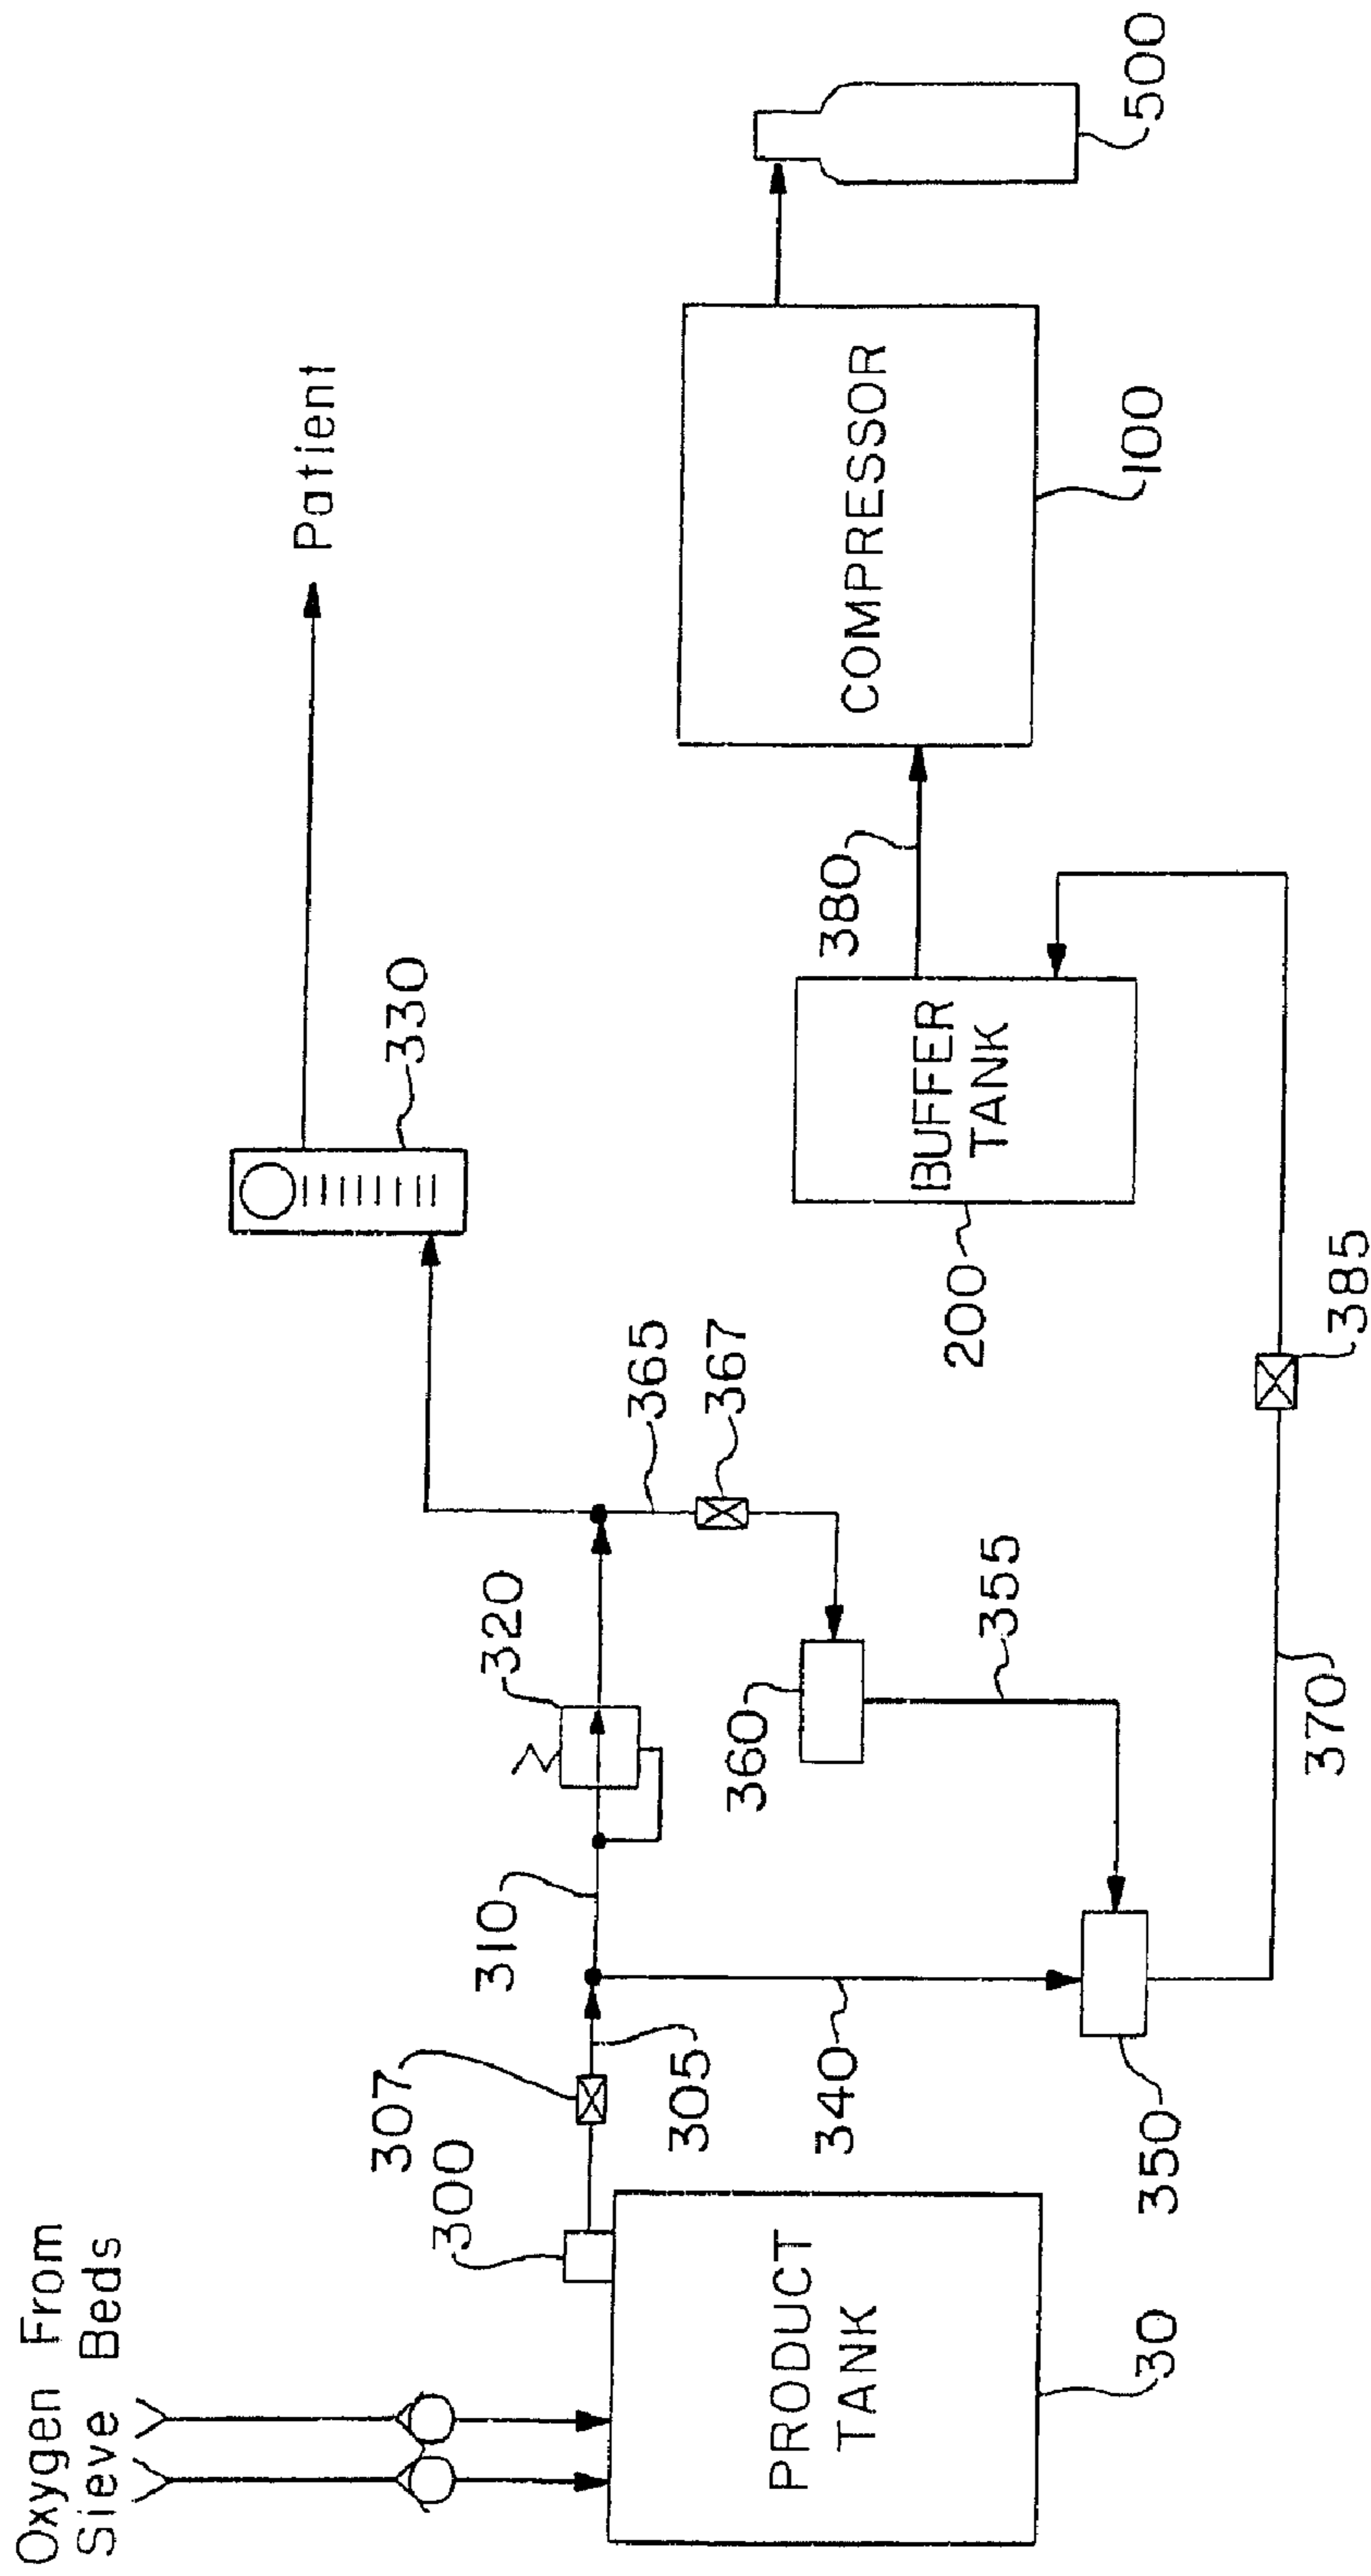 Oxygen From
Sieve Beds
300
307
305
310
320
330
Patient
340
350
355
360
365
367
370
385
380
PRODUCT
TANK
30
BUFFER
TANK
200
COMPRESSOR
100
500